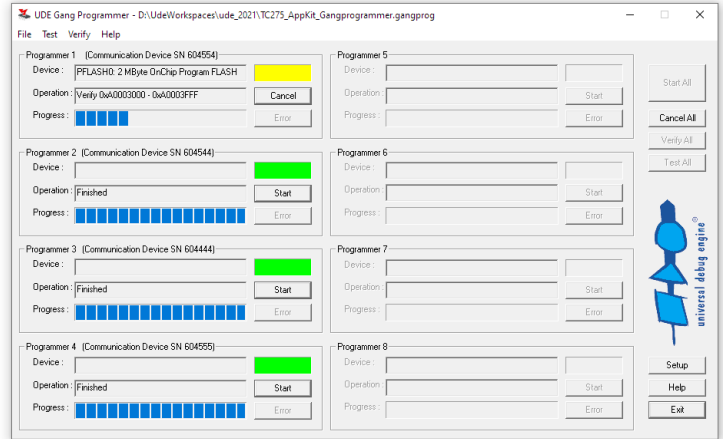 UDE Gang Programmer - D:\UdeWorkspaces\ude_2021\TC275_AppKit_Gangprogrammer.gangprog
File Test Verify Help
Programmer 1 (Communication Device SN 604554)
Device : PFLASH0: 2 MByte OnChip Program FLASH
Operation : Verify 0xA0003000 - 0xA0003FFF Cancel
Progress : Error
Programmer 2 (Communication Device SN 604544)
Device :
Operation : Finished Start
Progress : Error
Programmer 3 (Communication Device SN 604444)
Device :
Operation : Finished Start
Progress : Error
Programmer 4 (Communication Device SN 604555)
Device :
Operation : Finished Start
Progress : Error
Programmer 5
Device :
Operation : Start
Progress : Error
Programmer 6
Device :
Operation : Start
Progress : Error
Programmer 7
Device :
Operation : Start
Progress : Error
Programmer 8
Device :
Operation : Start
Progress : Error
Start All
Cancel All
Verify All
Test All
universal debug engine®
Setup
Help
Exit